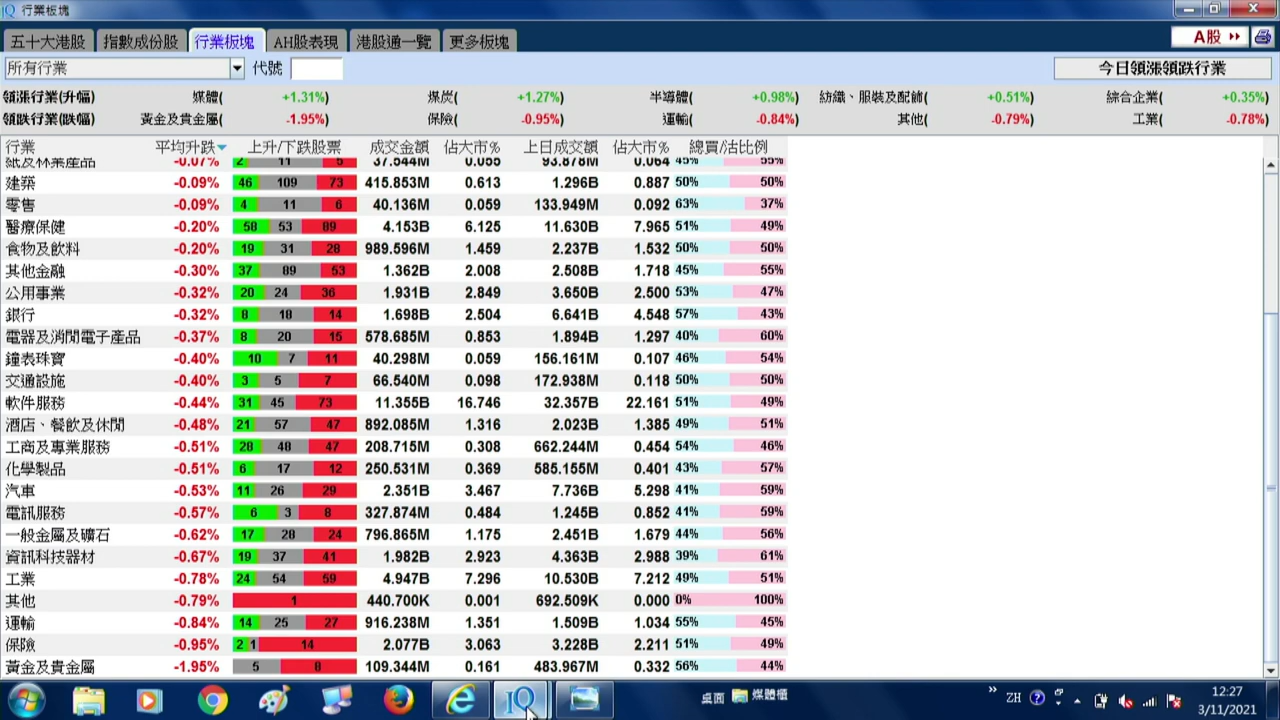 行業板塊
五十大港股 指數成份股 行業板塊 AH股表現 港股通一覽 更多板塊 A股
所有行業 代號 今日領漲領跌行業
領漲行業(升幅) 媒體( +1.31%) 煤炭( +1.27%) 半導體( +0.98%) 紡織、服裝及配飾( +0.51%) 綜合企業( +0.35%)
領跌行業(跌幅) 黃金及貴金屬( -1.95%) 保險( -0.95%) 運輸( -0.84%) 其他( -0.79%) 工業( -0.78%)
行業 平均升跌 上升/下跌股票 成交金額 佔大市% 上日成交額 佔大市% 總買/沽比例
紙及林業產品 -0.07% 2 11 5 37.544M 0.055 93.878M 0.064 45% 55%
建築 -0.09% 46 109 73 415.853M 0.613 1.296B 0.887 50% 50%
零售 -0.09% 4 11 6 40.136M 0.059 133.949M 0.092 63% 37%
醫療保健 -0.20% 58 53 89 4.153B 6.125 11.630B 7.965 51% 49%
食物及飲料 -0.20% 19 31 28 989.596M 1.459 2.237B 1.532 50% 50%
其他金融 -0.30% 37 89 53 1.362B 2.008 2.508B 1.718 45% 55%
公用事業 -0.32% 20 24 36 1.931B 2.849 3.650B 2.500 53% 47%
銀行 -0.32% 8 18 14 1.698B 2.504 6.641B 4.548 57% 43%
電器及消閒電子產品 -0.37% 8 20 15 578.685M 0.853 1.894B 1.297 40% 60%
鐘表珠寶 -0.40% 10 7 11 40.298M 0.059 156.161M 0.107 46% 54%
交通設施 -0.40% 3 5 7 66.540M 0.098 172.938M 0.118 50% 50%
軟件服務 -0.44% 31 45 73 11.355B 16.746 32.357B 22.161 51% 49%
酒店、餐飲及休閒 -0.48% 21 57 47 892.085M 1.316 2.023B 1.385 49% 51%
工商及專業服務 -0.51% 28 48 47 208.715M 0.308 662.244M 0.454 54% 46%
化學製品 -0.51% 6 17 12 250.531M 0.369 585.155M 0.401 43% 57%
汽車 -0.53% 11 26 29 2.351B 3.467 7.736B 5.298 41% 59%
電訊服務 -0.57% 6 3 8 327.874M 0.484 1.245B 0.852 41% 59%
一般金屬及礦石 -0.62% 17 28 24 796.865M 1.175 2.451B 1.679 44% 56%
資訊科技器材 -0.67% 19 37 41 1.982B 2.923 4.363B 2.988 39% 61%
工業 -0.78% 24 54 59 4.947B 7.296 10.530B 7.212 49% 51%
其他 -0.79% 1 440.700K 0.001 692.509K 0.000 0% 100%
運輸 -0.84% 14 25 27 916.238M 1.351 1.509B 1.034 55% 45%
保險 -0.95% 2 1 14 2.077B 3.063 3.228B 2.211 51% 49%
黃金及貴金屬 -1.95% 5 8 109.344M 0.161 483.967M 0.332 56% 44%
桌面 媒體櫃 ZH 12:27
3/11/2021